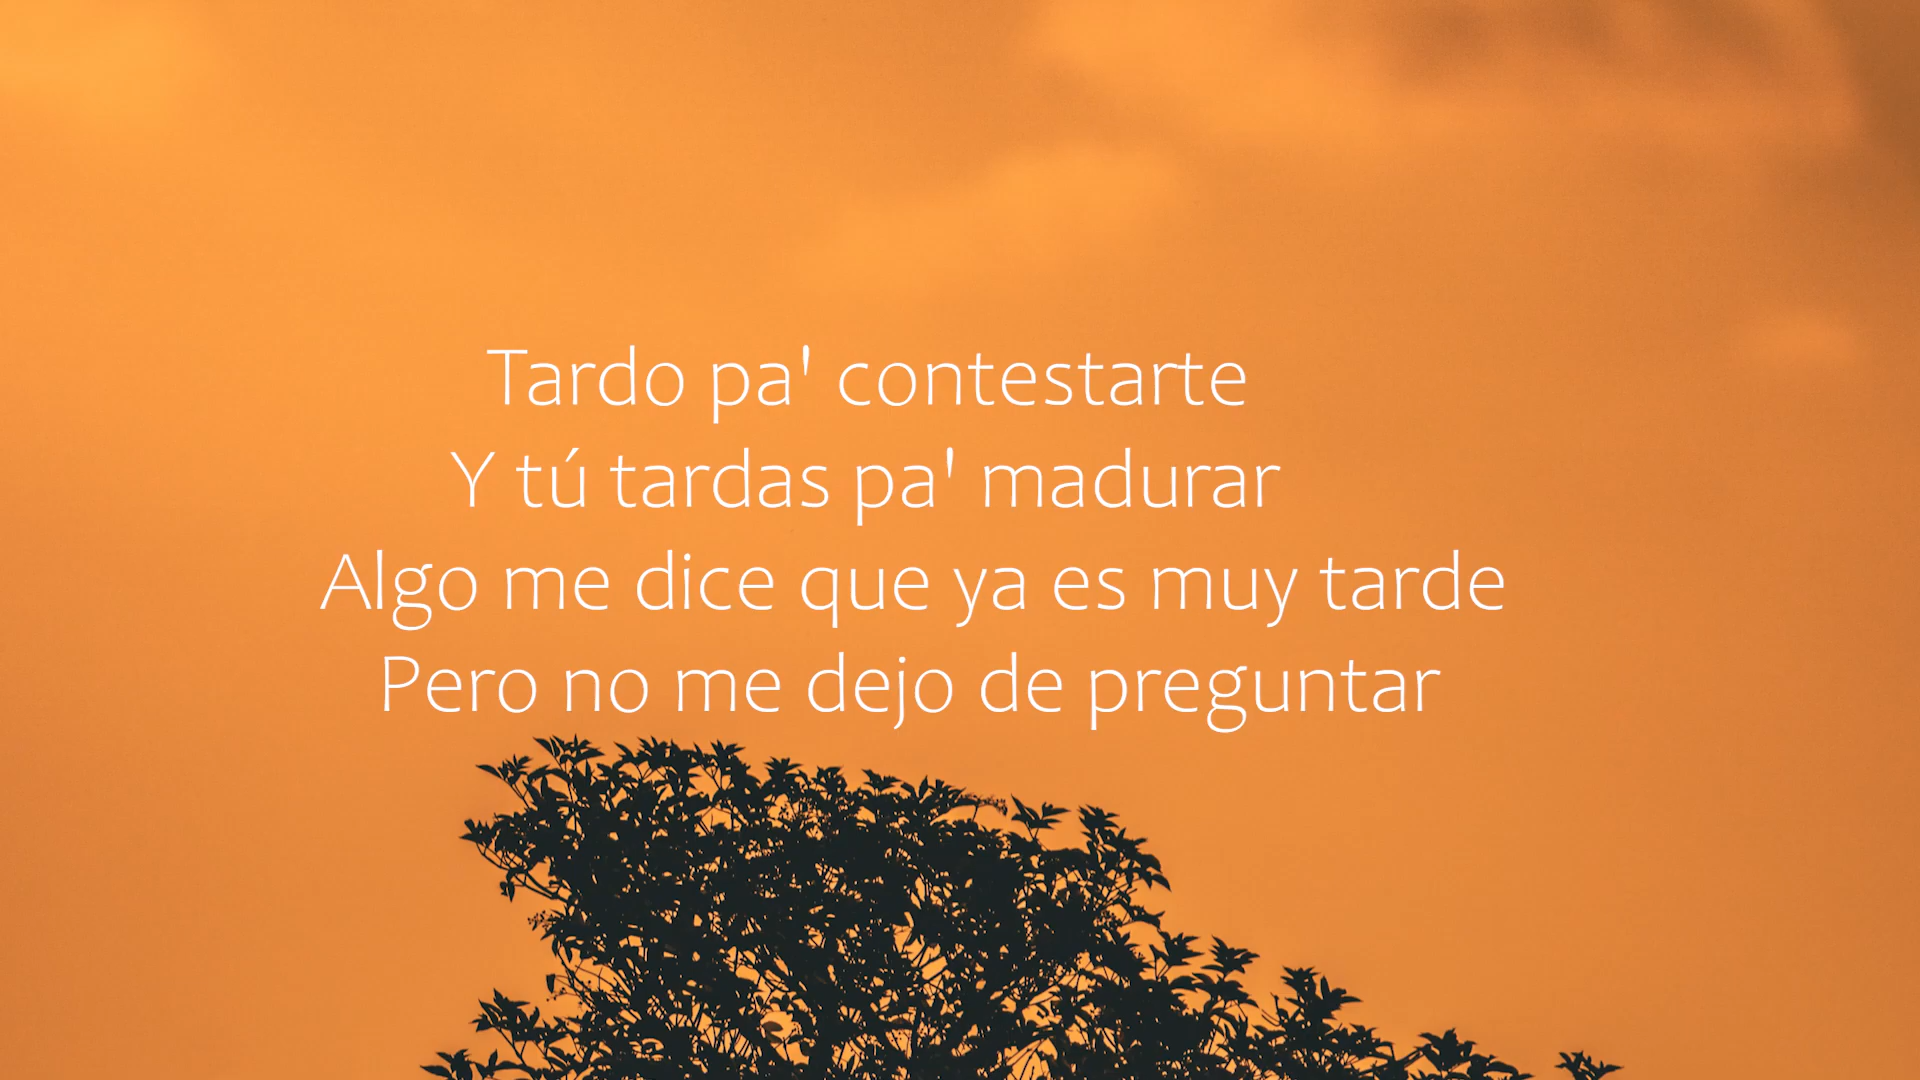 Tardo pa' contestarte
Y tú tardas pa' madurar
Algo me dice que ya es muy tarde
Pero no me dejo de preguntar